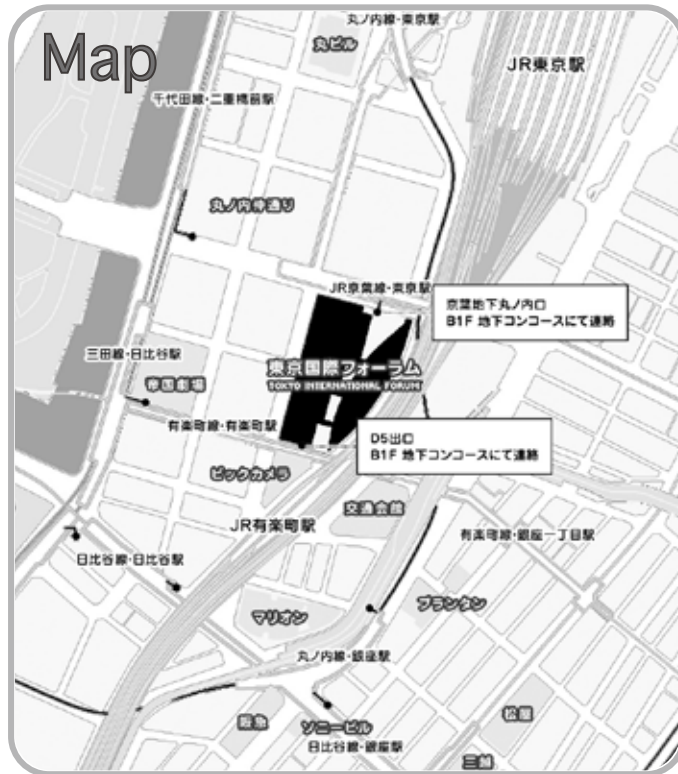 Map
丸ノ内線・東京駅
丸ビル
JR東京駅
千代田線・二重橋前駅
丸ノ内仲通り
JR京葉線・東京駅
京葉地下丸ノ内口
B1F 地下コンコースにて連絡
三田線・日比谷駅
東京国際フォーラム
TOKYO INTERNATIONAL FORUM
帝国劇場
有楽町線・有楽町駅
D5出口
B1F 地下コンコースにて連絡
ビックカメラ
交通会館
JR有楽町駅
有楽町線・銀座一丁目駅
日比谷線・日比谷駅
プランタン
マリオン
丸ノ内線・銀座駅
阪急
ソニービル
松屋
日比谷線・銀座駅
三越